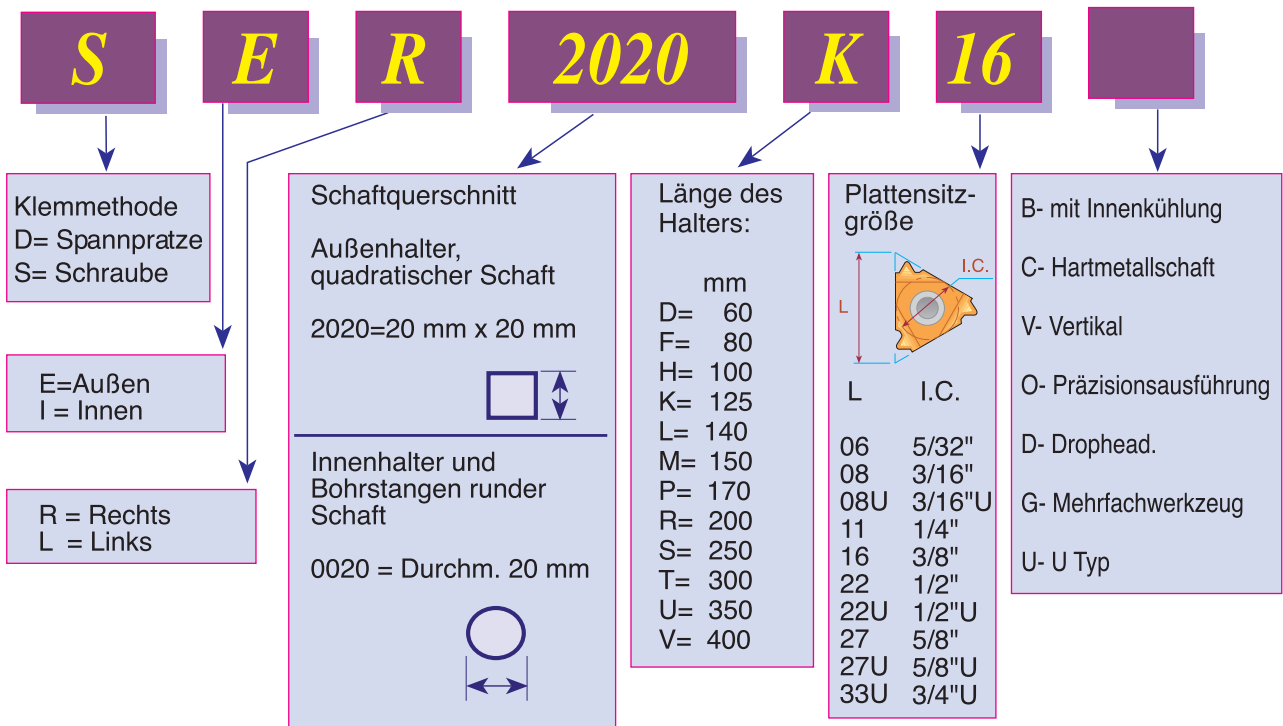 S E R 2020 K 16
Klemmethode
D= Spannpratze
S= Schraube
E=Außen
I = Innen
R = Rechts
L = Links
Schaftquerschnitt
Außenhalter,
quadratischer Schaft
2020=20 mm x 20 mm
Innenhalter und
Bohrstangen runder
Schaft
0020 = Durchm. 20 mm
Länge des
Halters:
mm
D= 60
F= 80
H= 100
K= 125
L= 140
M= 150
P= 170
R= 200
S= 250
T= 300
U= 350
V= 400
Plattensitz-
größe
I.C.
L
L I.C.
06 5/32"
08 3/16"
08U 3/16"U
11 1/4"
16 3/8"
22 1/2"
22U 1/2"U
27 5/8"
27U 5/8"U
33U 3/4"U
B- mit Innenkühlung
C- Hartmetallschaft
V- Vertikal
O- Präzisionsausführung
D- Drophead.
G- Mehrfachwerkzeug
U- U Typ